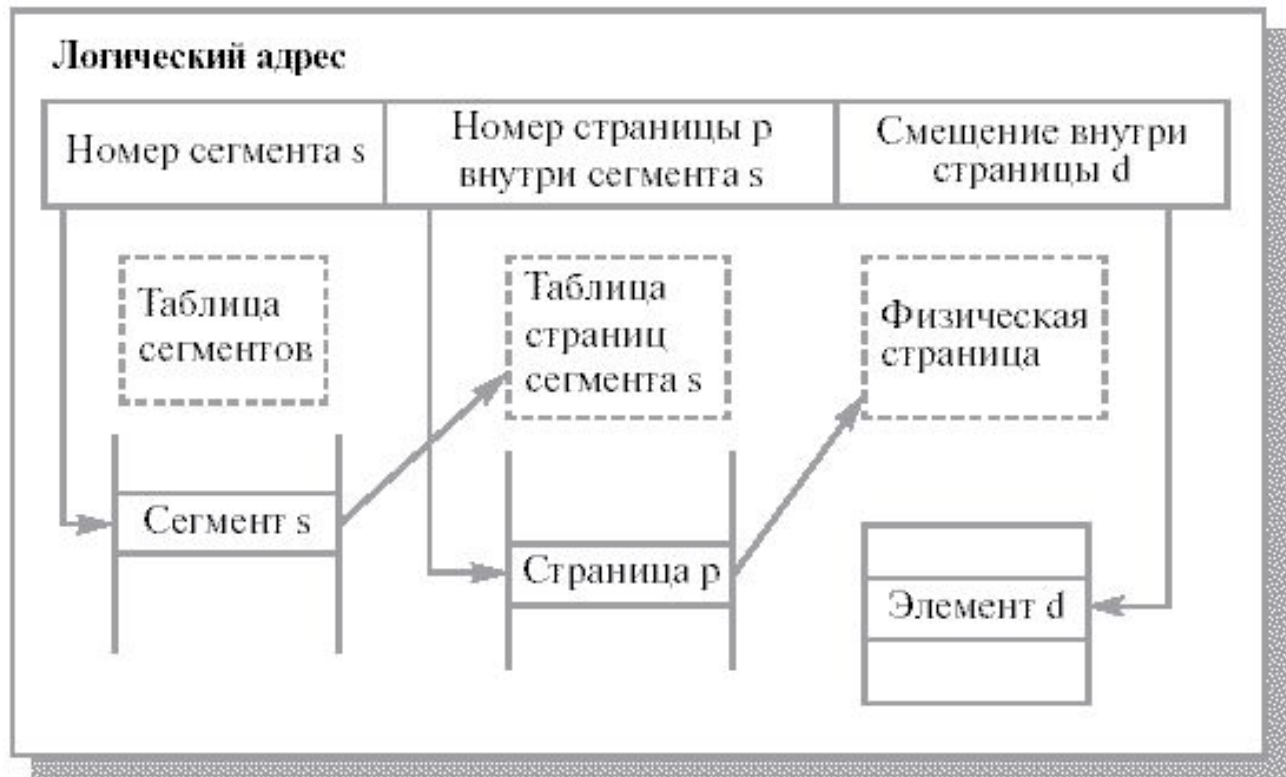 Логический адрес
Номер сегмента s
Номер страницы p
внутри сегмента s
Смещение внутри
страницы d
Таблица
сегментов
Таблица
страниц
сегмента s
Физическая
страница
Сегмент s
Страница p
Элемент d